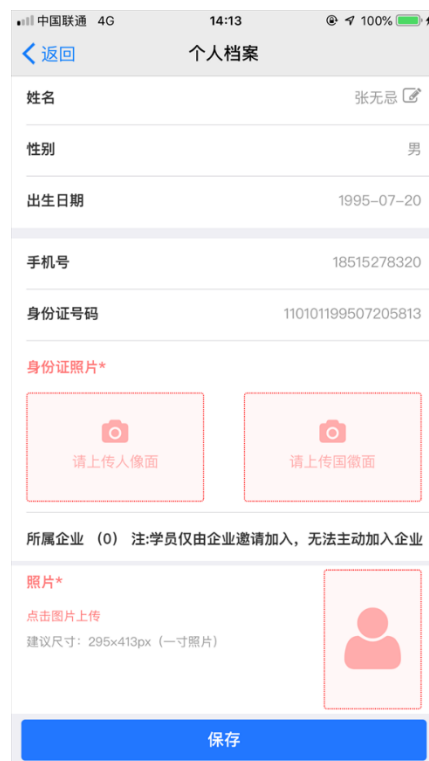 中国联通 4G 14:13 100%
返回 个人档案
姓名 张无忌
性别 男
出生日期 1995-07-20
手机号 18515278320
身份证号码 110101199507205813
身份证照片*
请上传人像面 请上传国徽面
所属企业 (0) 注:学员仅由企业邀请加入，无法主动加入企业
照片*
点击图片上传
建议尺寸：295×413px（一寸照片）
保存